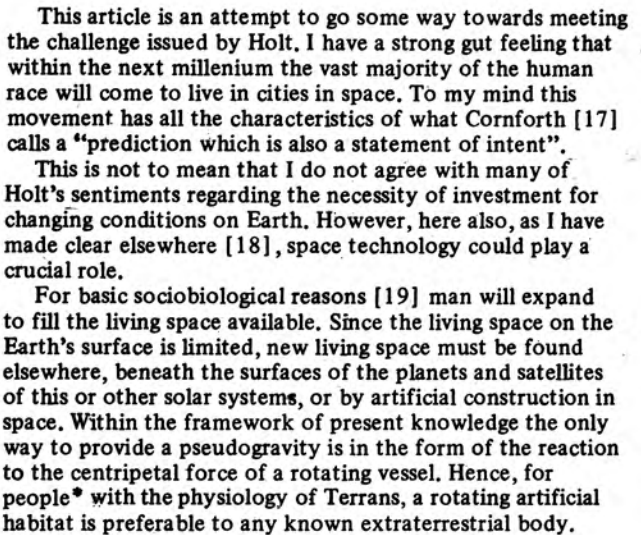 This article is an attempt to go some way towards meeting
the challenge issued by Holt. I have a strong gut feeling that
within the next millenium the vast majority of the human
race will come to live in cities in space. To my mind this
movement has all the characteristics of what Cornforth [17]
calls a “prediction which is also a statement of intent”.
This is not to mean that I do not agree with many of
Holt's sentiments regarding the necessity of investment for
changing conditions on Earth. However, here also, as I have
made clear elsewhere [18], space technology could play a
crucial role.
For basic sociobiological reasons [19] man will expand
to fill the living space available. Since the living space on the
Earth's surface is limited, new living space must be found
elsewhere, beneath the surfaces of the planets and satellites
of this or other solar systems, or by artificial construction in
space. Within the framework of present knowledge the only
way to provide a pseudogravity is in the form of the reaction
to the centripetal force of a rotating vessel. Hence, for
people* with the physiology of Terrans, a rotating artificial
habitat is preferable to any known extraterrestrial body.